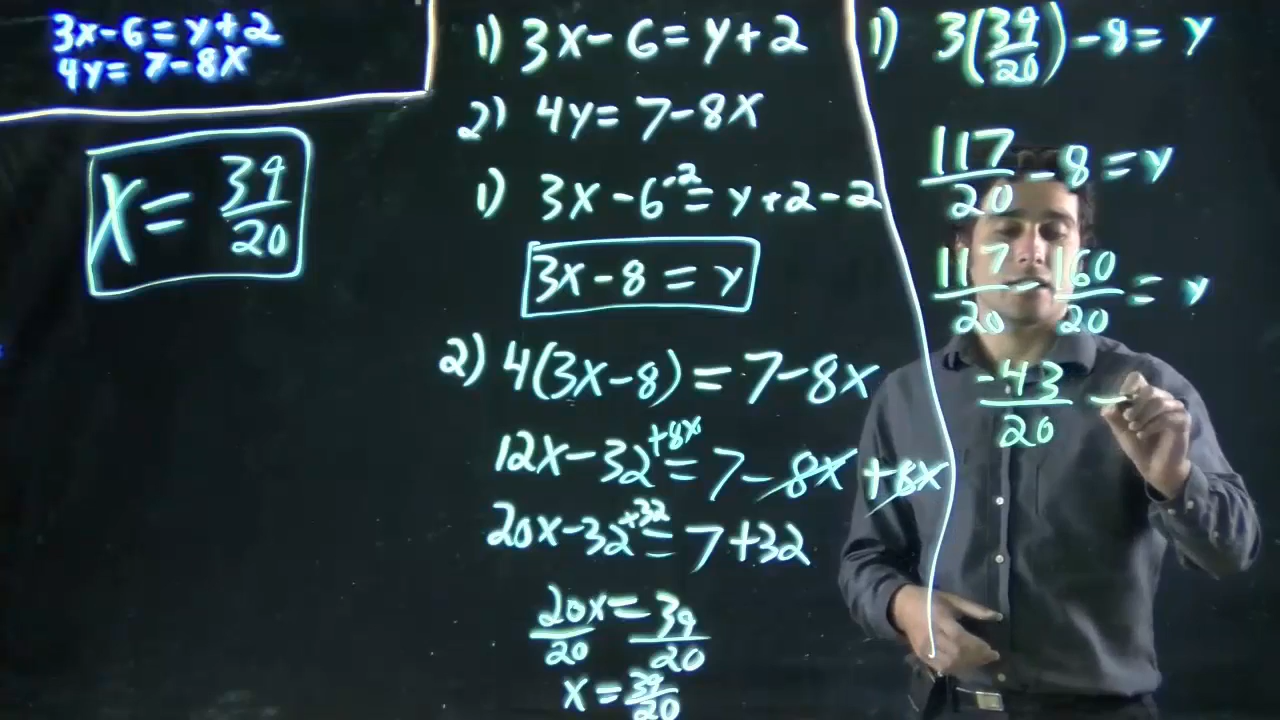 3x-6=y+2
4y= 7-8x
x= 39/20
1) 3x-6=y+2
2) 4y= 7-8x
1) 3x-6-2=y+2-2
3x-8=y
2) 4(3x-8)=7-8x
12x-32+8x=7-8x+8x
20x-32+32=7+32
20x/20=39/20
x=39/20
1) 3(39/20)-8=y
117/20-8=y
117/20-160/20=y
-43/20 -